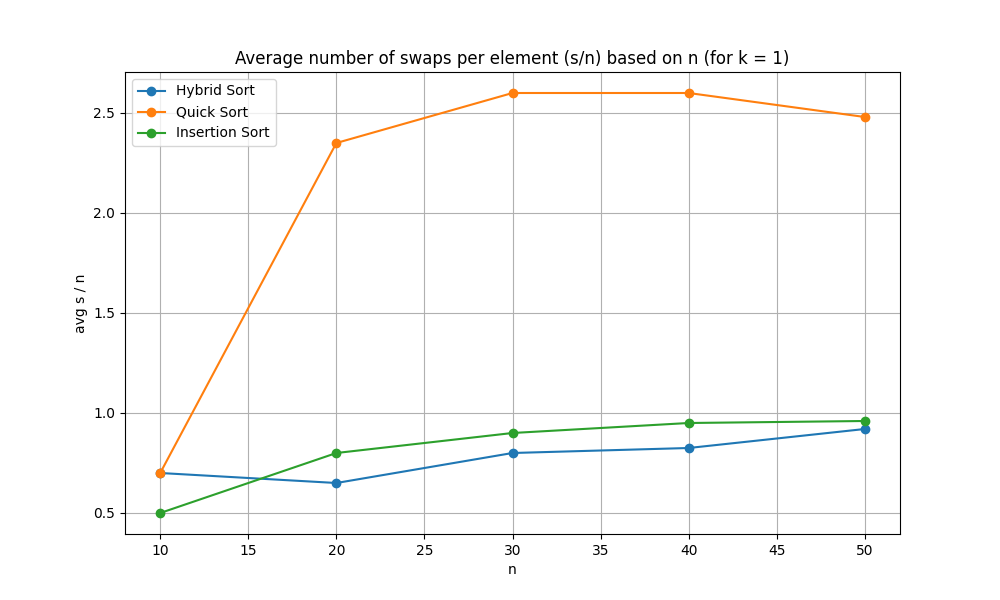 Average number of swaps per element (s/n) based on n (for k = 1)
Hybrid Sort
Quick Sort
Insertion Sort
2.5
2.0
1.5
1.0
0.5
avg s / n
10 15 20 25 30 35 40 45 50
n